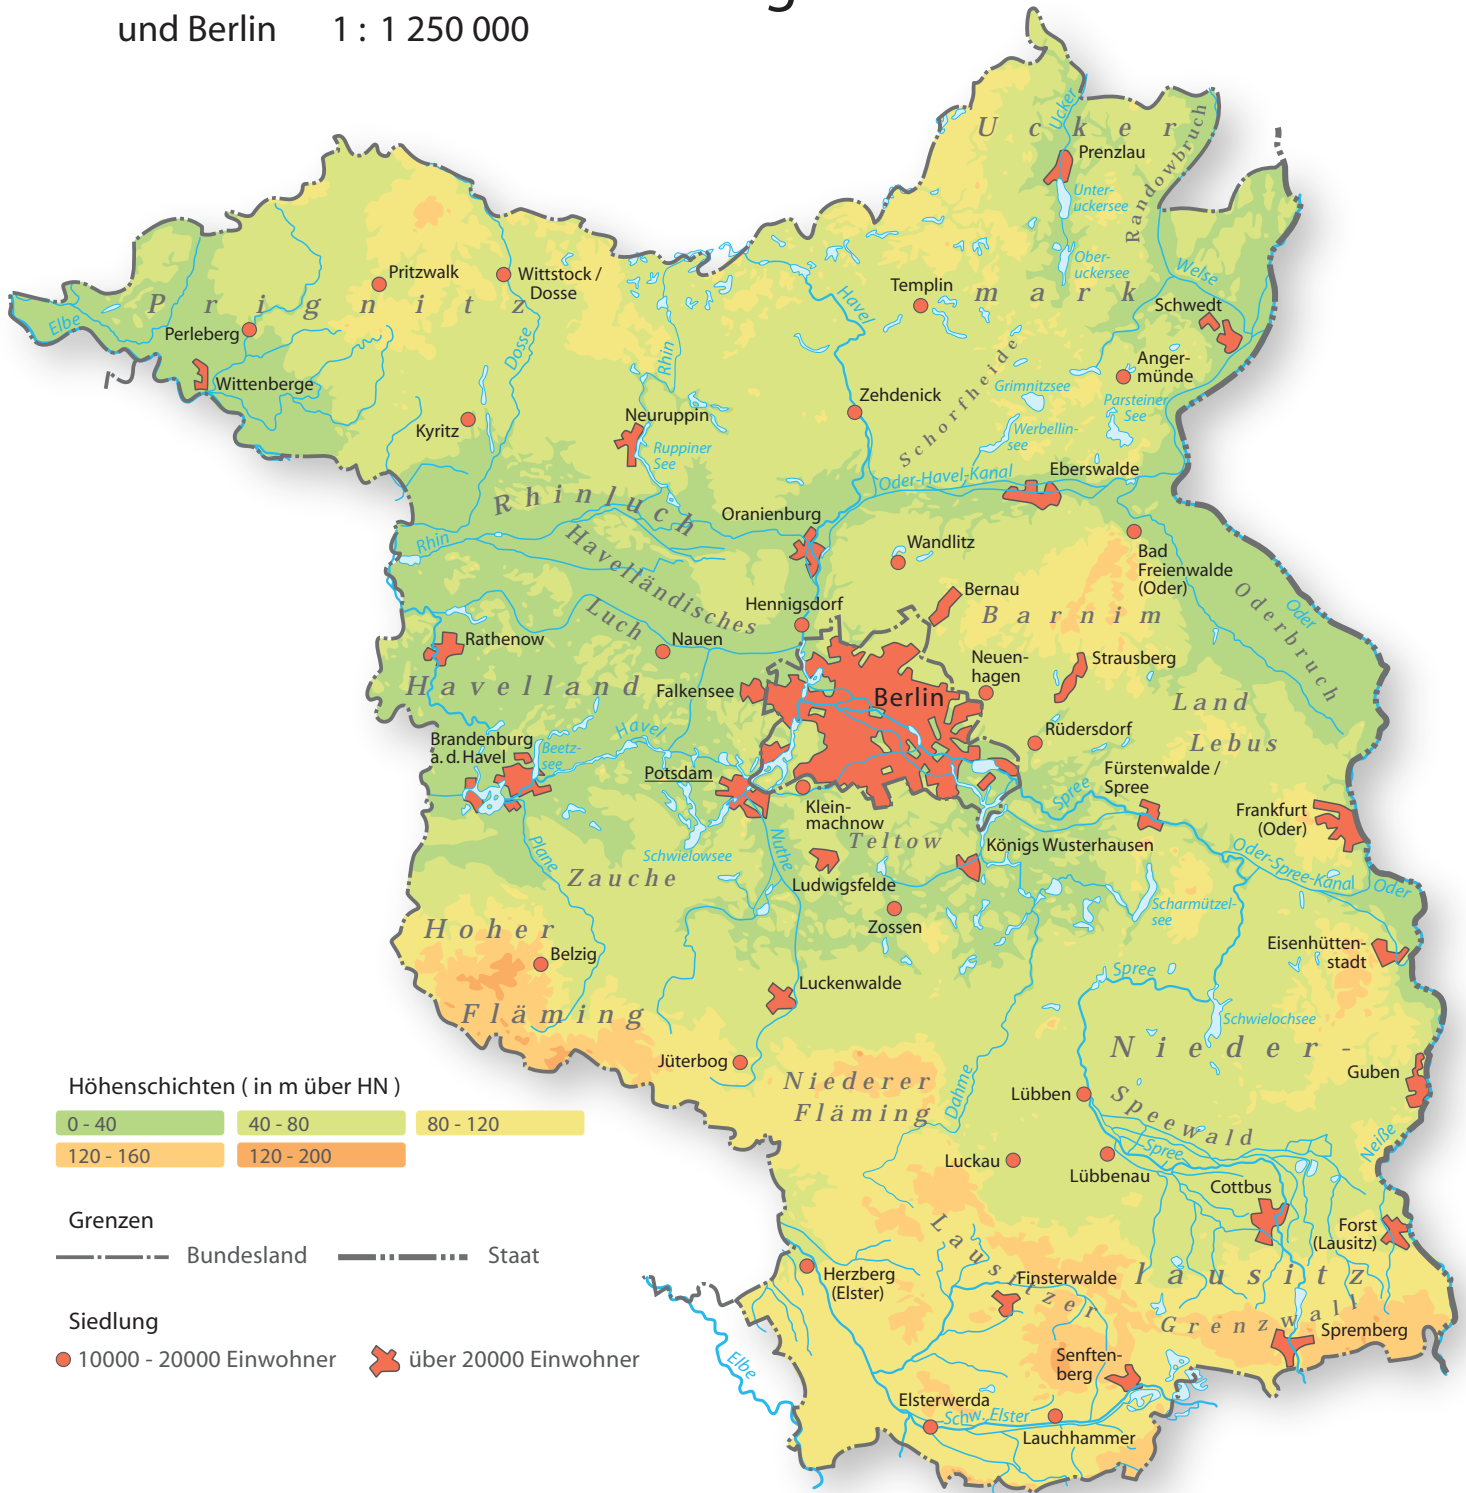 und Berlin 1 : 1 250 000
Ucker
Ucker
Randowbruch
Prenzlau
Unter-
uckersee
Ober-
uckersee
Welse
mark
Templin
Schwedt
Anger-
münde
Pritzwalk
Wittstock /
Dosse
Prignitz
Elbe
Perleberg
Wittenberge
Dosse
Rhin
Havel
Zehdenick
Schorfheide
Grimnitzsee
Parsteiner
See
Werbellin-
see
Kyritz
Neuruppin
Ruppiner
See
Oder-Havel-Kanal
Eberswalde
Rhinluch
Rhin
Oranienburg
Havelländisches
Luch
Wandlitz
Bad
Freienwalde
(Oder)
Bernau
Barnim
Oderbruch
Oder
Hennigsdorf
Rathenow
Nauen
Havelland
Falkensee
Berlin
Neuen-
hagen
Strausberg
Land
Lebus
Rüdersdorf
Brandenburg
a. d. Havel
Beetz-
see
Havel
Potsdam
Klein-
machnow
Spree
Fürstenwalde /
Spree
Frankfurt
(Oder)
Plane
Schwielowsee
Nuthe
Teltow
Königs Wusterhausen
Oder-Spree-Kanal
Oder
Zauche
Ludwigsfelde
Zossen
Scharmützel-
see
Hoher
Fläming
Belzig
Eisenhütten-
stadt
Luckenwalde
Spree
Schwielochsee
Nieder-
Jüterbog
Niederer
Fläming
Dahme
Lübben
Guben
Speewald
Spree
Neiße
Luckau
Lübbenau
Cottbus
Forst
(Lausitz)
Lausitzer
lausitz
Grenzwall
Herzberg
(Elster)
Finsterwalde
Spremberg
Senften-
berg
Elsterwerda
Schw. Elster
Lauchhammer
Elbe
Höhenschichten ( in m über HN )
0 - 40 40 - 80 80 - 120
120 - 160 120 - 200
Grenzen
Bundesland Staat
Siedlung
10000 - 20000 Einwohner über 20000 Einwohner